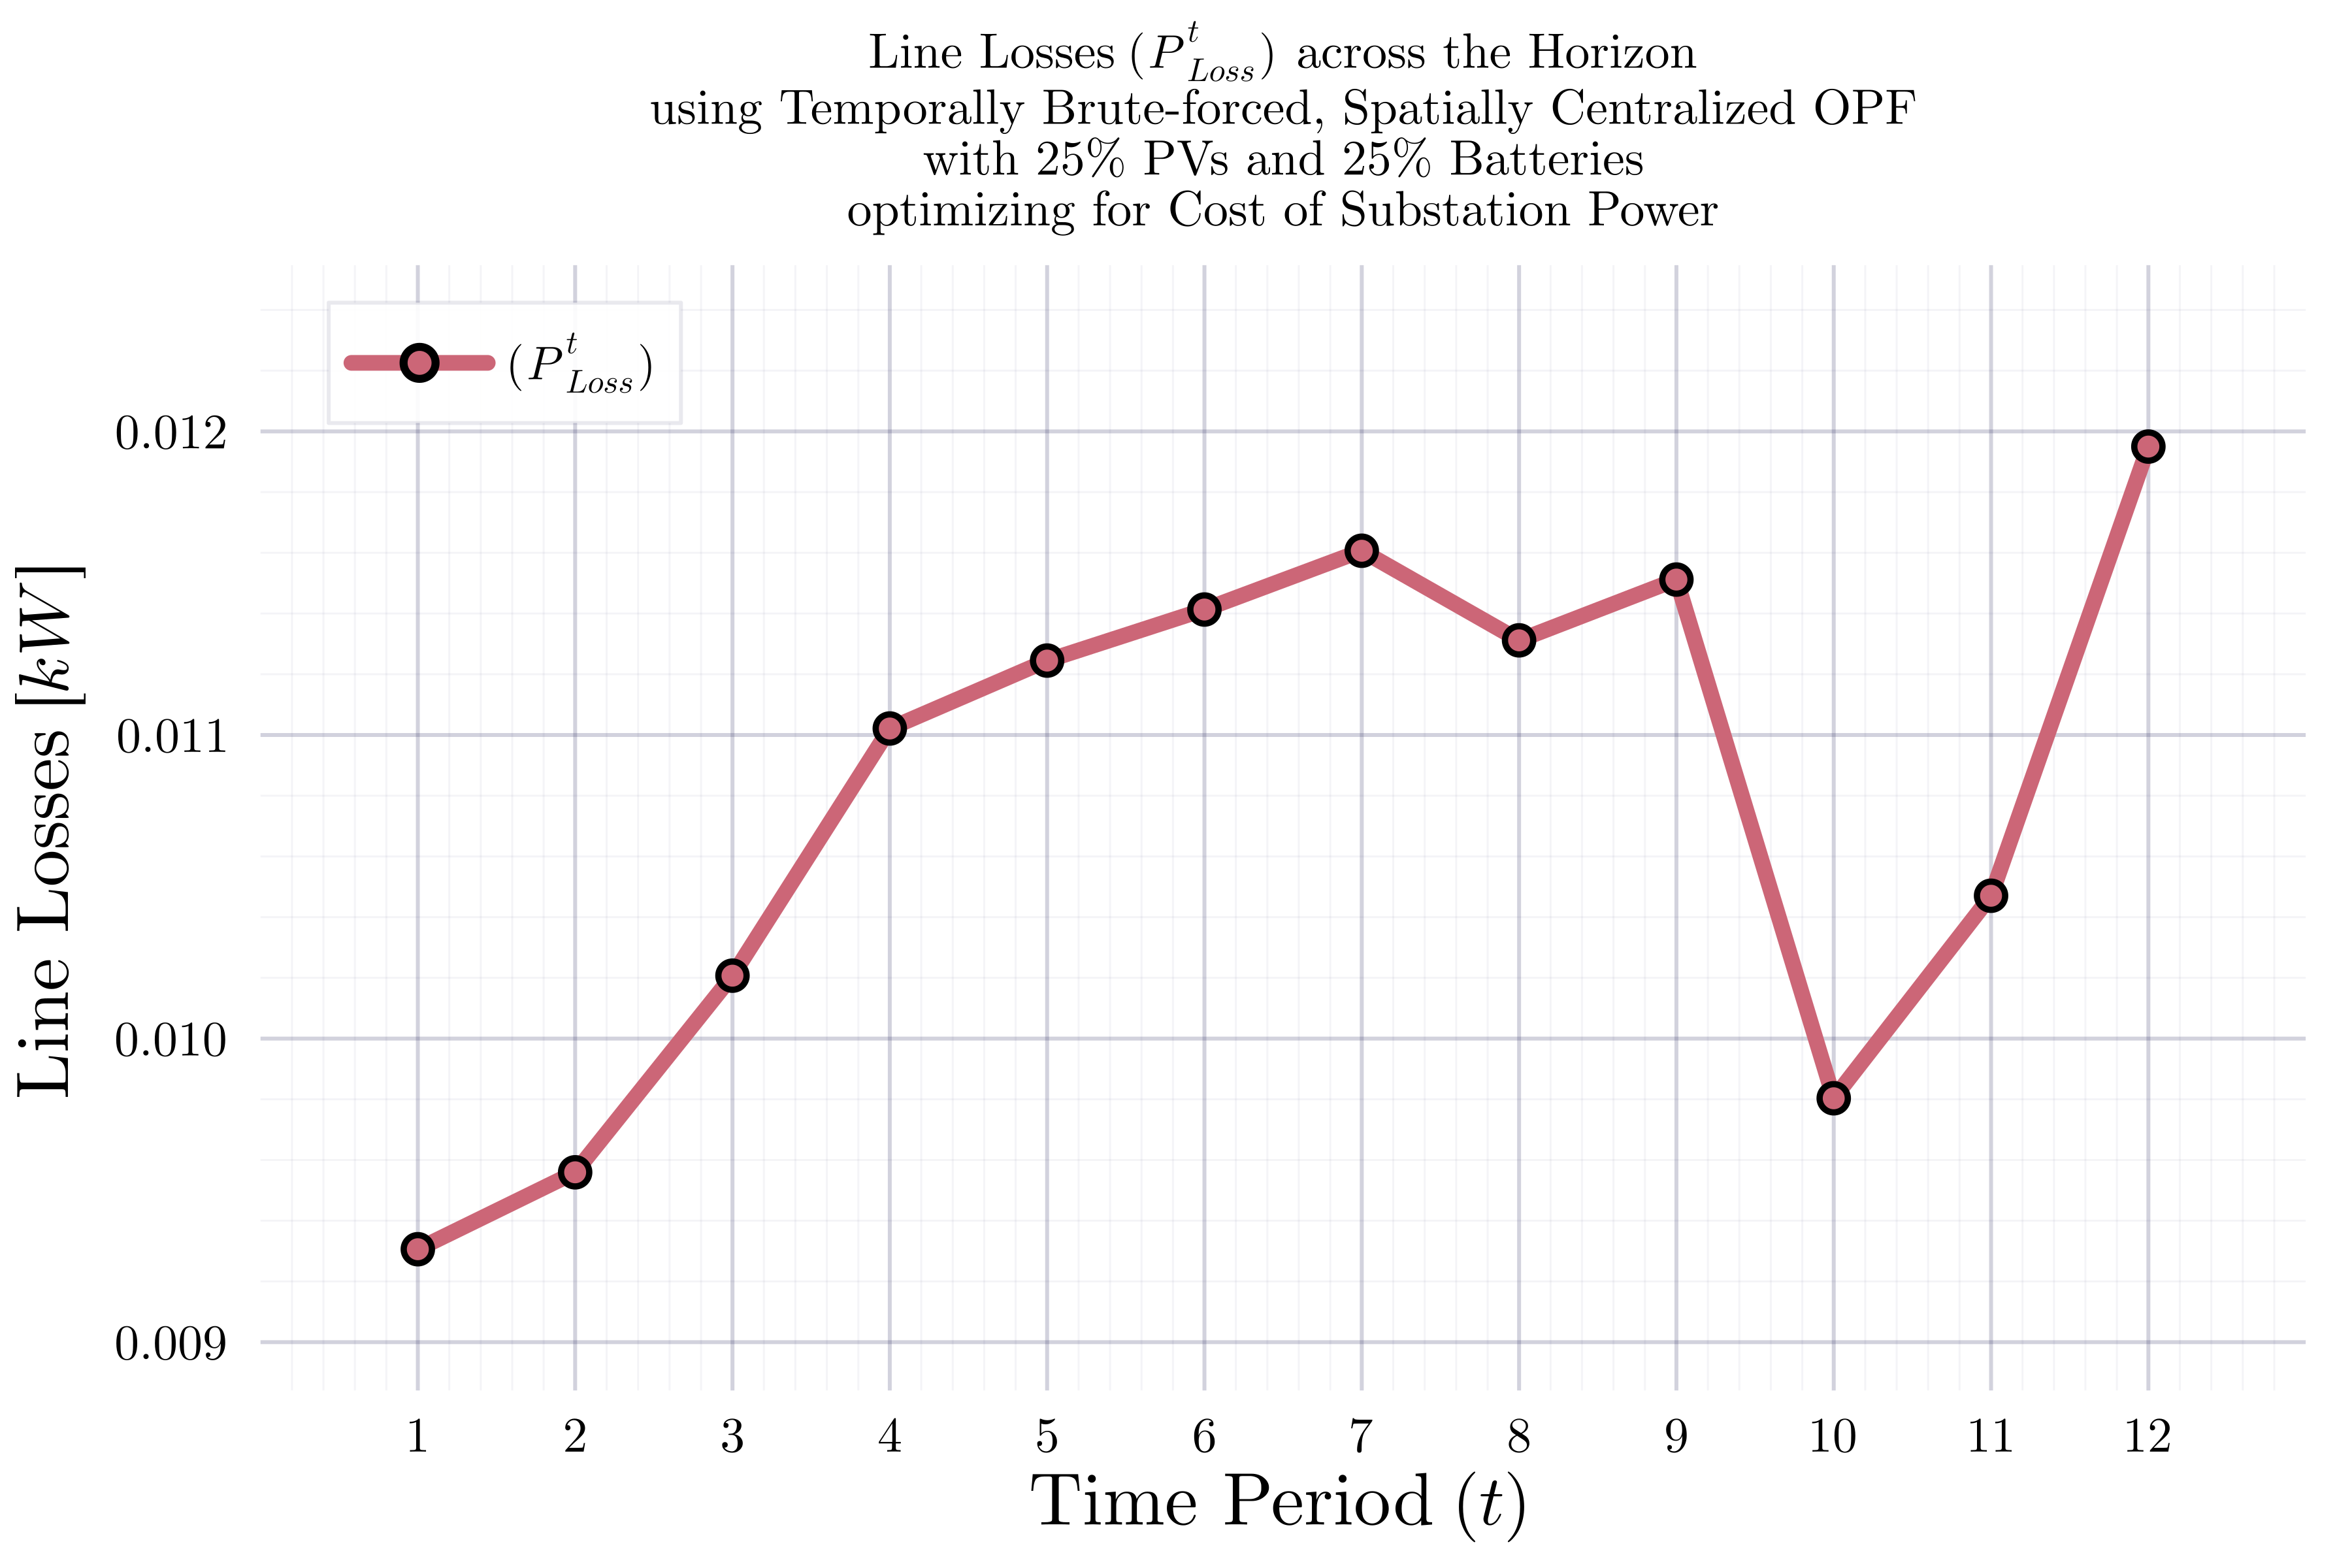 Line Losses (P^t_Loss) across the Horizon
using Temporally Brute-forced, Spatially Centralized OPF
with 25% PVs and 25% Batteries
optimizing for Cost of Substation Power
(P^t_Loss)
Line Losses [kW]
0.012
0.011
0.010
0.009
1 2 3 4 5 6 7 8 9 10 11 12
Time Period (t)